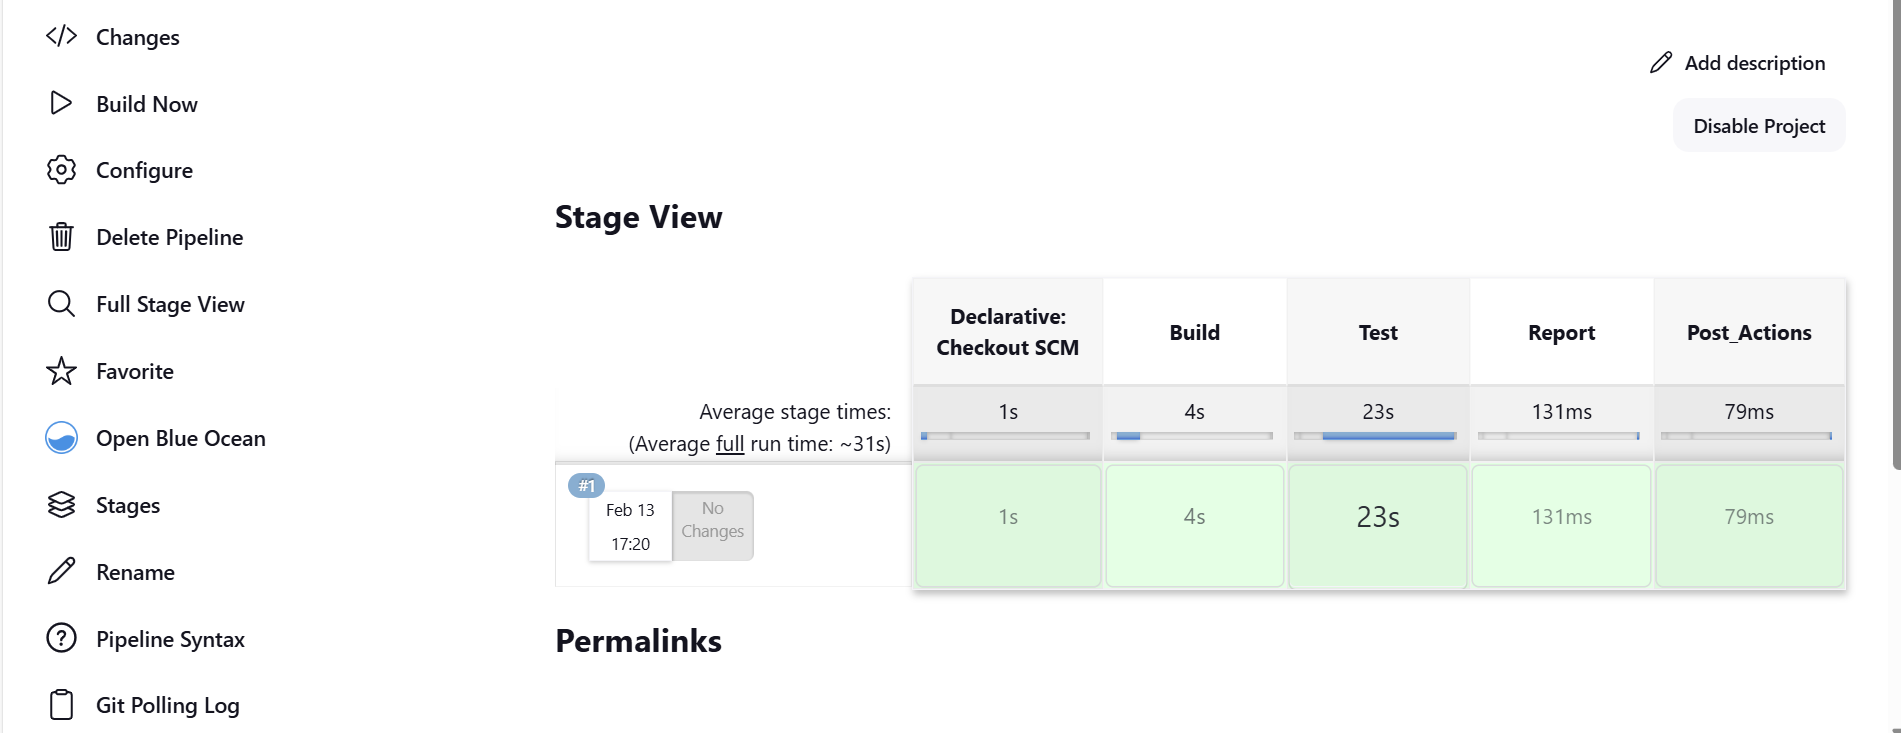 Changes
Build Now
Configure
Delete Pipeline
Full Stage View
Favorite
Open Blue Ocean
Stages
Rename
Pipeline Syntax
Git Polling Log
Add description
Disable Project
Stage View
Declarative:
Checkout SCM
Build
Test
Report
Post_Actions
Average stage times:
(Average full run time: ~31s)
1s
4s
23s
131ms
79ms
#1
Feb 13
17:20
No
Changes
1s
4s
23s
131ms
79ms
Permalinks